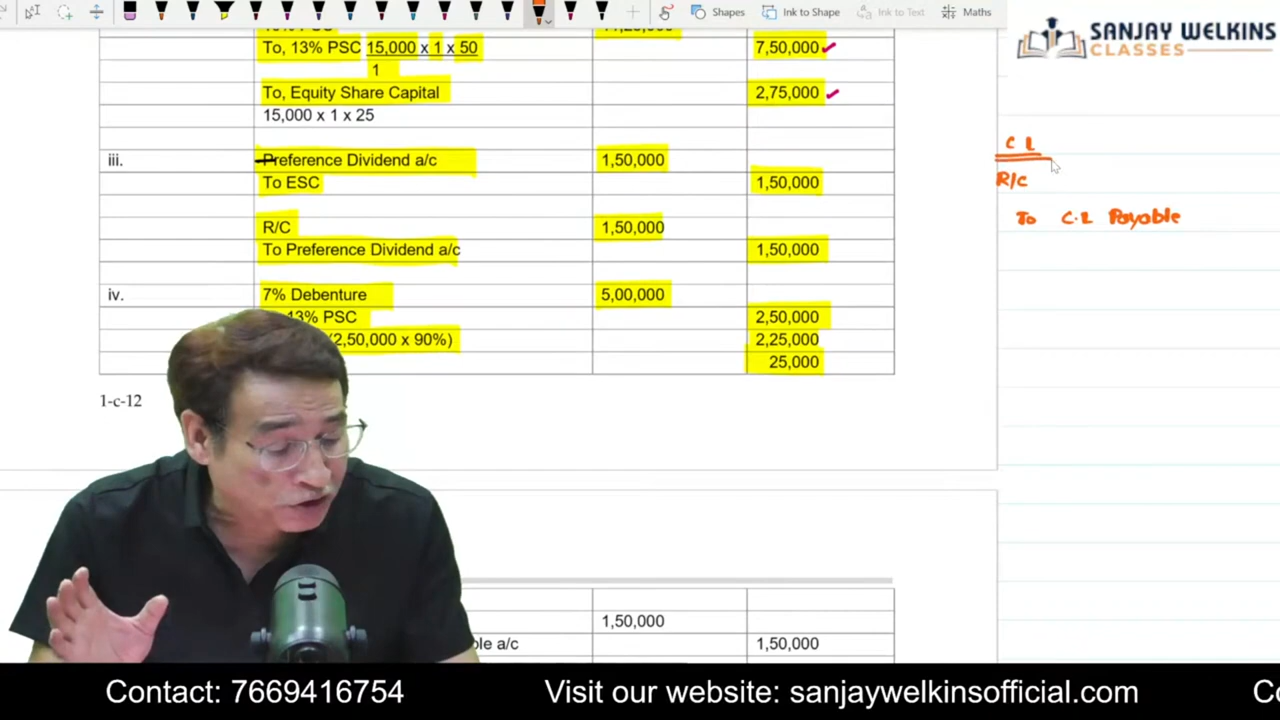 Shapes Ink to Shape Ink to Text Maths
SANJAY WELKINS
CLASSES
To, 13% PSC 15,000 x 1 x 50 7,50,000
1
To, Equity Share Capital 2,75,000
15,000 x 1 x 25
iii. Preference Dividend a/c 1,50,000
To ESC 1,50,000
R/C 1,50,000
To Preference Dividend a/c 1,50,000
iv. 7% Debenture 5,00,000
13% PSC 2,50,000
(2,50,000 x 90%) 2,25,000
25,000
1-c-12
1,50,000
a/c 1,50,000
C L
R/C
To C.L Payable
Contact: 7669416754 Visit our website: sanjaywelkinsofficial.com